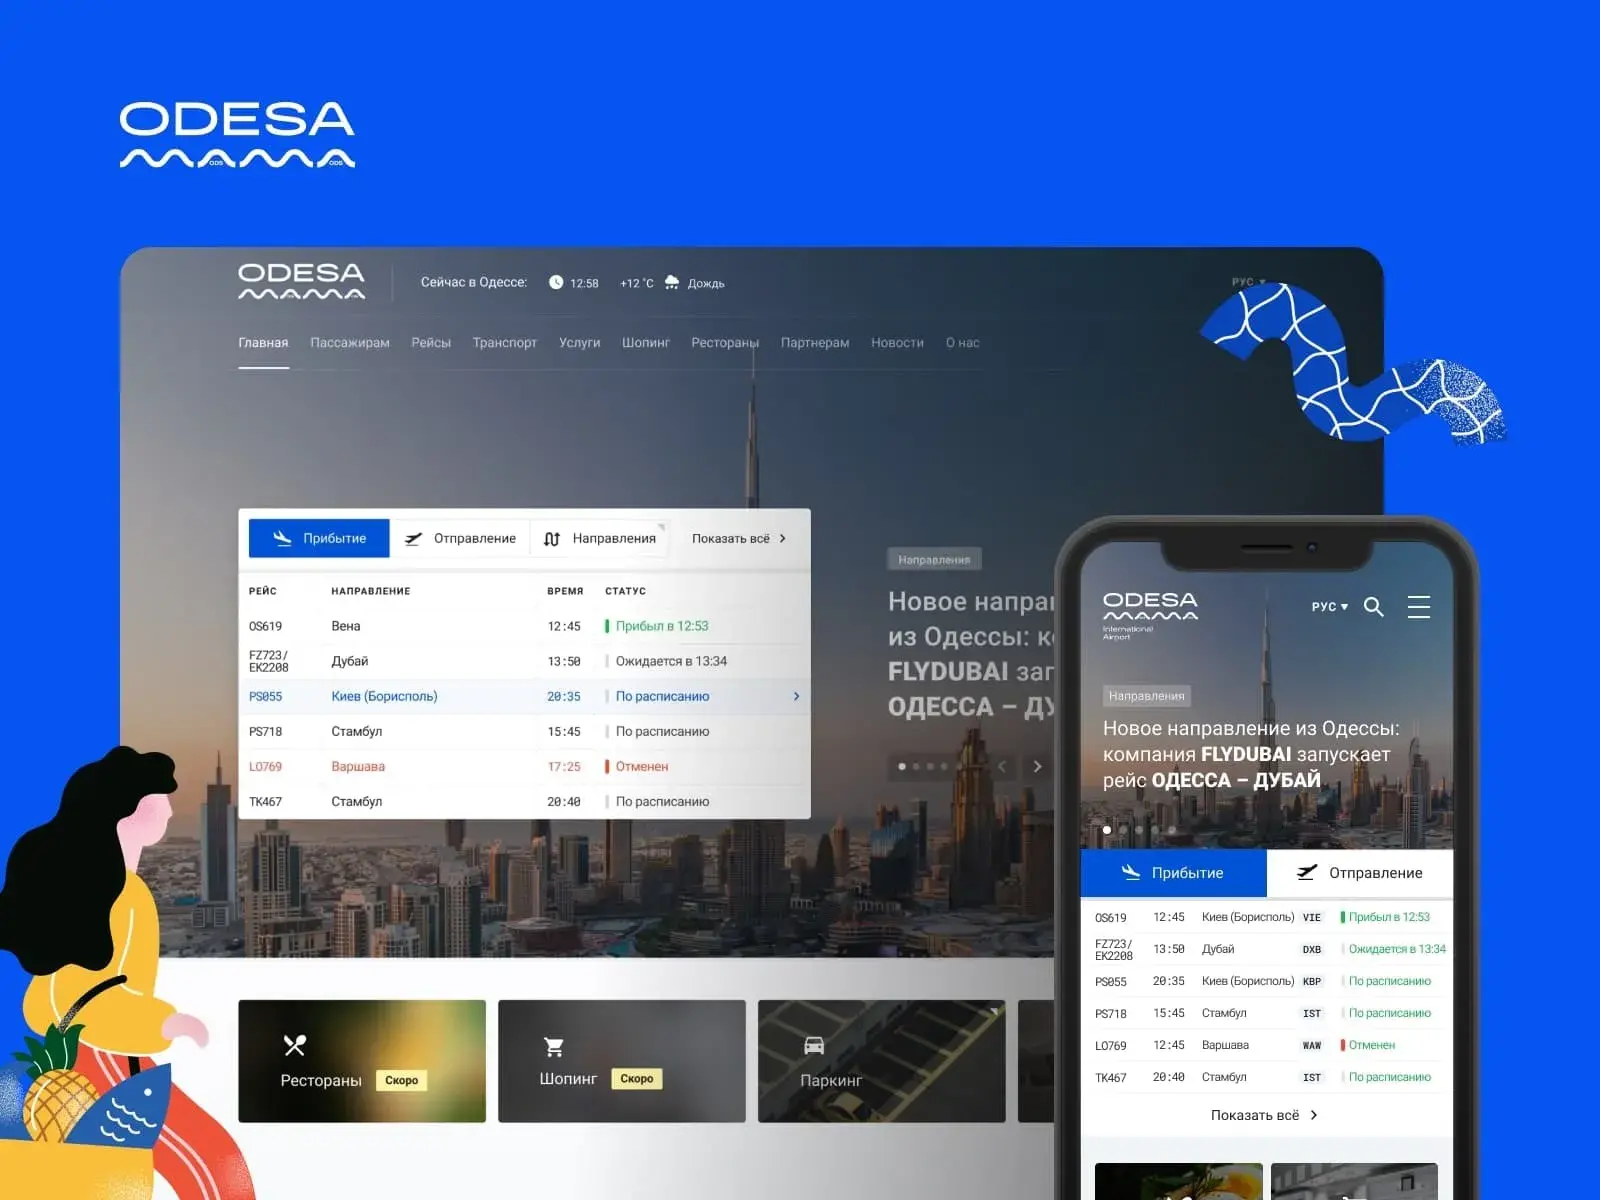 ODESA
MAMA
ODS ODS
ODESA
MAMA
Сейчас в Одессе: 12:58 +12 °C Дождь
РУС
Главная Пассажирам Рейсы Транспорт Услуги Шопинг Рестораны Партнерам Новости О нас
Прибытие Отправление Направления Показать всё
РЕЙС НАПРАВЛЕНИЕ ВРЕМЯ СТАТУС
OS619 Вена 12:45 Прибыл в 12:53
FZ723/
EK2208 Дубай 13:50 Ожидается в 13:34
PS055 Киев (Борисполь) 20:35 По расписанию
PS718 Стамбул 15:45 По расписанию
LO769 Варшава 17:25 Отменен
TK467 Стамбул 20:40 По расписанию
Направления
Новое напра
из Одессы: к
FLYDUBAI зап
ОДЕССА – ДУ
Рестораны Скоро
Шопинг Скоро
Паркинг
ODESA
MAMA
International
Airport
РУС
Направления
Новое направление из Одессы:
компания FLYDUBAI запускает
рейс ОДЕССА – ДУБАЙ
Прибытие Отправление
OS619 12:45 Киев (Борисполь) VIE Прибыл в 12:53
FZ723/
EK2208 13:50 Дубай DXB Ожидается в 13:34
PS055 20:35 Киев (Борисполь) KBP По расписанию
PS718 15:45 Стамбул IST По расписанию
LO769 12:45 Варшава WAW Отменен
TK467 20:40 Стамбул IST По расписанию
Показать всё